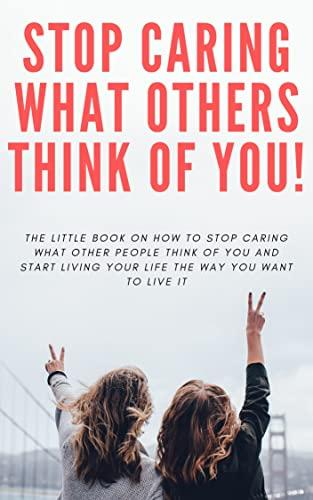 STOP CARING
WHAT OTHERS
THINK OF YOU!
THE LITTLE BOOK ON HOW TO STOP CARING
WHAT OTHER PEOPLE THINK OF YOU AND
START LIVING YOUR LIFE THE WAY YOU WANT
TO LIVE IT